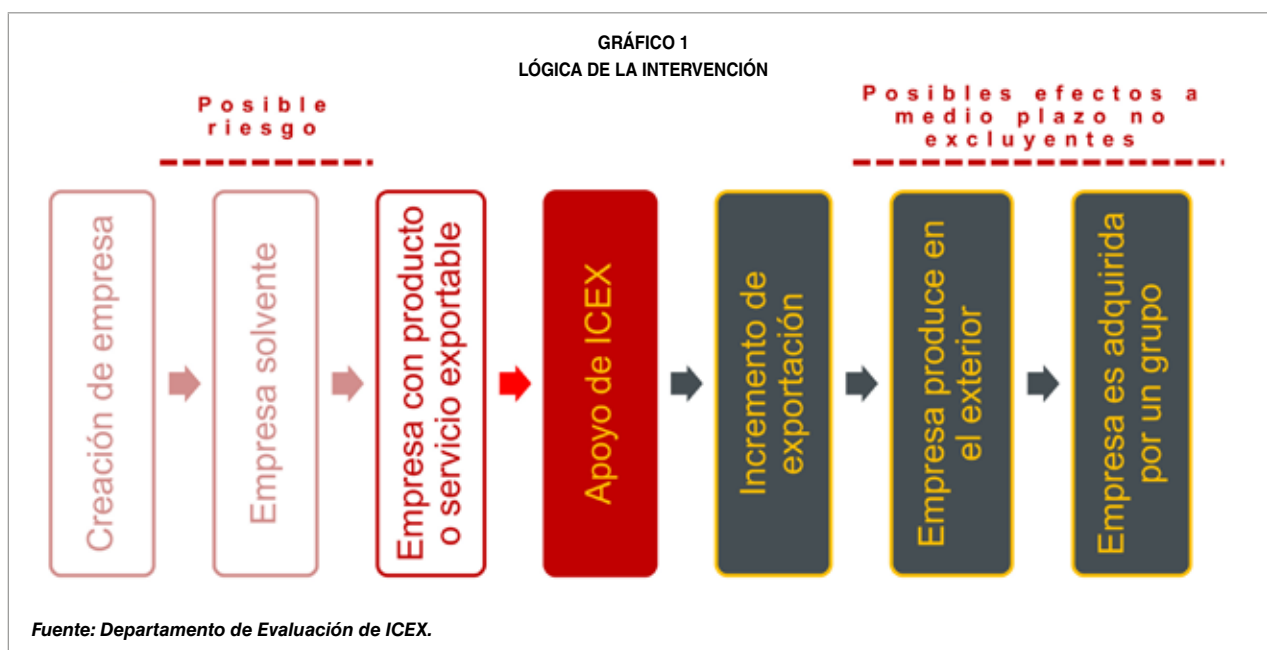 GRÁFICO 1
LÓGICA DE LA INTERVENCIÓN
Posible
riesgo
Posibles efectos a
medio plazo no
excluyentes
Creación de empresa
Empresa solvente
Empresa con producto
o servicio exportable
Apoyo de ICEX
Incremento de
exportación
Empresa produce en
el exterior
Empresa es adquirida
por un grupo
Fuente: Departamento de Evaluación de ICEX.